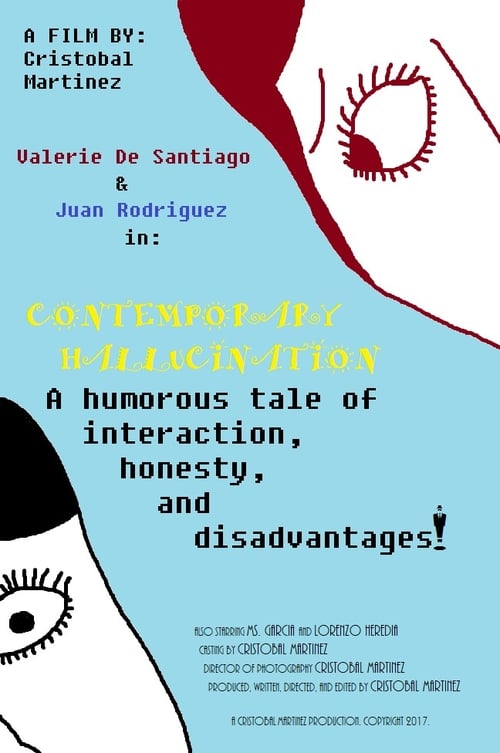 A FILM BY:
Cristobal
Martinez
Valerie De Santiago
&
Juan Rodriguez
in:
CONTEMPORARY
HALLUCINATION
A humorous tale of
interaction,
honesty,
and
disadvantages!
ALSO STARRING MS. GARCIA AND LORENZO HEREDIA
CASTING BY CRISTOBAL MARTINEZ
DIRECTOR OF PHOTOGRAPHY CRISTOBAL MARTINEZ
PRODUCED, WRITTEN, DIRECTED, AND EDITED BY CRISTOBAL MARTINEZ
A CRISTOBAL MARTINEZ PRODUCTION. COPYRIGHT 2017.